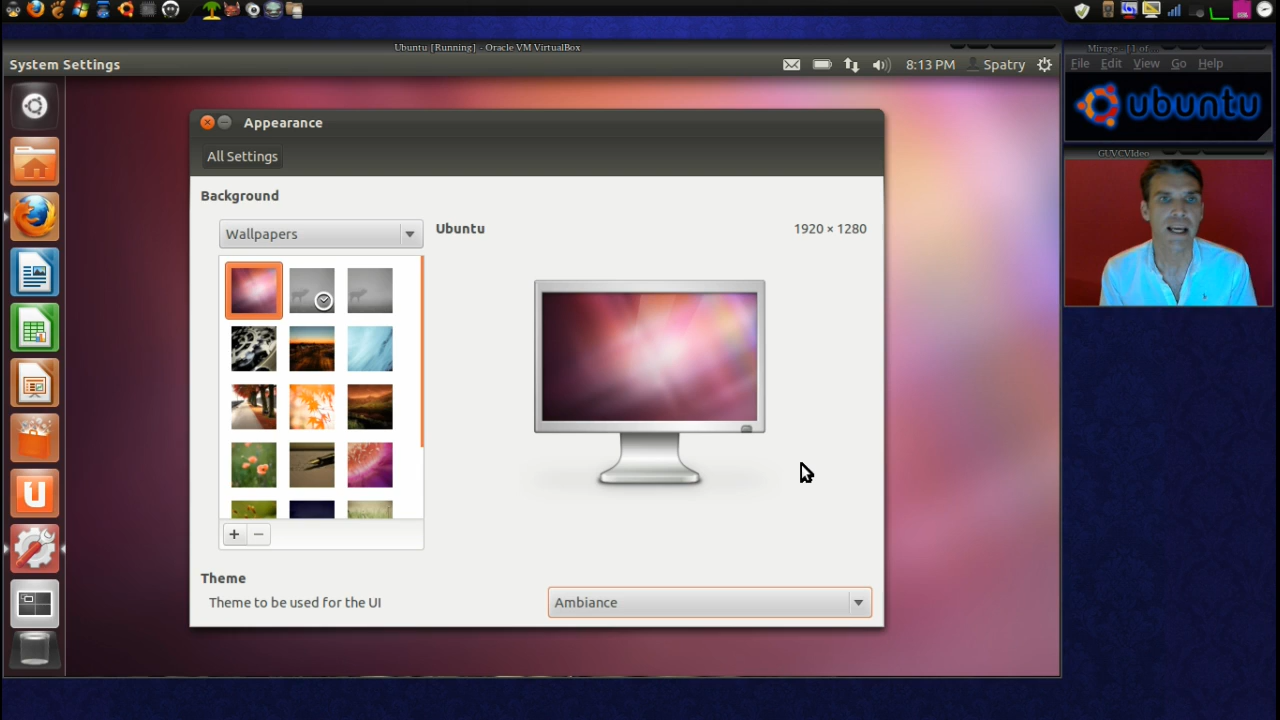 Ubuntu [Running] - Oracle VM VirtualBox
System Settings
8:13 PM
Spatry
Mirage
File Edit View Go Help
ubuntu
GUVCVideo
Appearance
All Settings
Background
Wallpapers
Ubuntu
1920 × 1280
Theme
Theme to be used for the UI
Ambiance